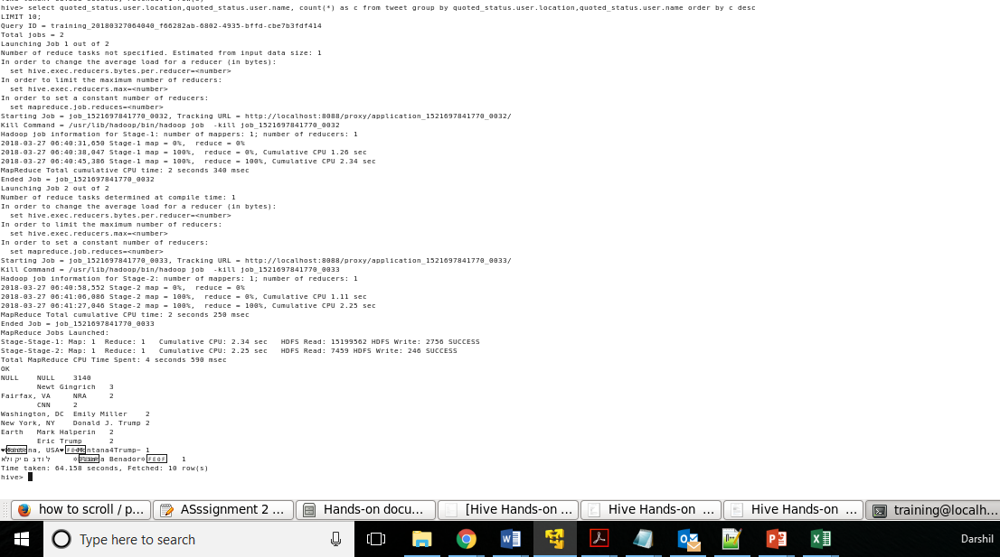 hive> select quoted_status.user.location,quoted_status.user.name, count(*) as c from tweet group by quoted_status.user.location,quoted_status.user.name order by c desc
LIMIT 10;
Query ID = training_20180327064040_f66282ab-6802-4935-bffd-cbe7b3fdf414
Total jobs = 2
Launching Job 1 out of 2
Number of reduce tasks not specified. Estimated from input data size: 1
In order to change the average load for a reducer (in bytes):
  set hive.exec.reducers.bytes.per.reducer=<number>
In order to limit the maximum number of reducers:
  set hive.exec.reducers.max=<number>
In order to set a constant number of reducers:
  set mapreduce.job.reduces=<number>
Starting Job = job_1521697841770_0032, Tracking URL = http://localhost:8088/proxy/application_1521697841770_0032/
Kill Command = /usr/lib/hadoop/bin/hadoop job  -kill job_1521697841770_0032
Hadoop job information for Stage-1: number of mappers: 1; number of reducers: 1
2018-03-27 06:40:31,650 Stage-1 map = 0%,  reduce = 0%
2018-03-27 06:40:38,047 Stage-1 map = 100%,  reduce = 0%, Cumulative CPU 1.26 sec
2018-03-27 06:40:45,386 Stage-1 map = 100%,  reduce = 100%, Cumulative CPU 2.34 sec
MapReduce Total cumulative CPU time: 2 seconds 340 msec
Ended Job = job_1521697841770_0032
Launching Job 2 out of 2
Number of reduce tasks determined at compile time: 1
In order to change the average load for a reducer (in bytes):
  set hive.exec.reducers.bytes.per.reducer=<number>
In order to limit the maximum number of reducers:
  set hive.exec.reducers.max=<number>
In order to set a constant number of reducers:
  set mapreduce.job.reduces=<number>
Starting Job = job_1521697841770_0033, Tracking URL = http://localhost:8088/proxy/application_1521697841770_0033/
Kill Command = /usr/lib/hadoop/bin/hadoop job  -kill job_1521697841770_0033
Hadoop job information for Stage-2: number of mappers: 1; number of reducers: 1
2018-03-27 06:40:58,552 Stage-2 map = 0%,  reduce = 0%
2018-03-27 06:41:06,086 Stage-2 map = 100%,  reduce = 0%, Cumulative CPU 1.11 sec
2018-03-27 06:41:27,046 Stage-2 map = 100%,  reduce = 100%, Cumulative CPU 2.25 sec
MapReduce Total cumulative CPU time: 2 seconds 250 msec
Ended Job = job_1521697841770_0033
MapReduce Jobs Launched:
Stage-Stage-1: Map: 1  Reduce: 1   Cumulative CPU: 2.34 sec   HDFS Read: 15199562 HDFS Write: 2756 SUCCESS
Stage-Stage-2: Map: 1  Reduce: 1   Cumulative CPU: 2.25 sec   HDFS Read: 7459 HDFS Write: 246 SUCCESS
Total MapReduce CPU Time Spent: 4 seconds 590 msec
OK
NULL    NULL    3140
        Newt Gingrich   3
Fairfax, VA     NRA     2
        CNN     2
Washington, DC  Emily Miller    2
New York, NY    Donald J. Trump 2
Earth   Mark Halperin   2
        Eric Trump      2
USA❤ 1
Benador✡ 1
Time taken: 64.158 seconds, Fetched: 10 row(s)
hive>
how to scroll / p...
ASssignment 2 ...
Hands-on docu...
[Hive Hands-on ...
Hive Hands-on ...
Hive Hands-on ...
training@localh...
Type here to search
Darshil